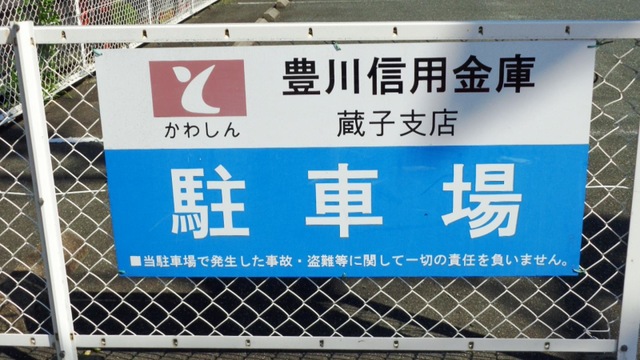 豊川信用金庫
かわしん
蔵子支店
駐車場
■当駐車場で発生した事故・盗難等に関して一切の責任を負いません。